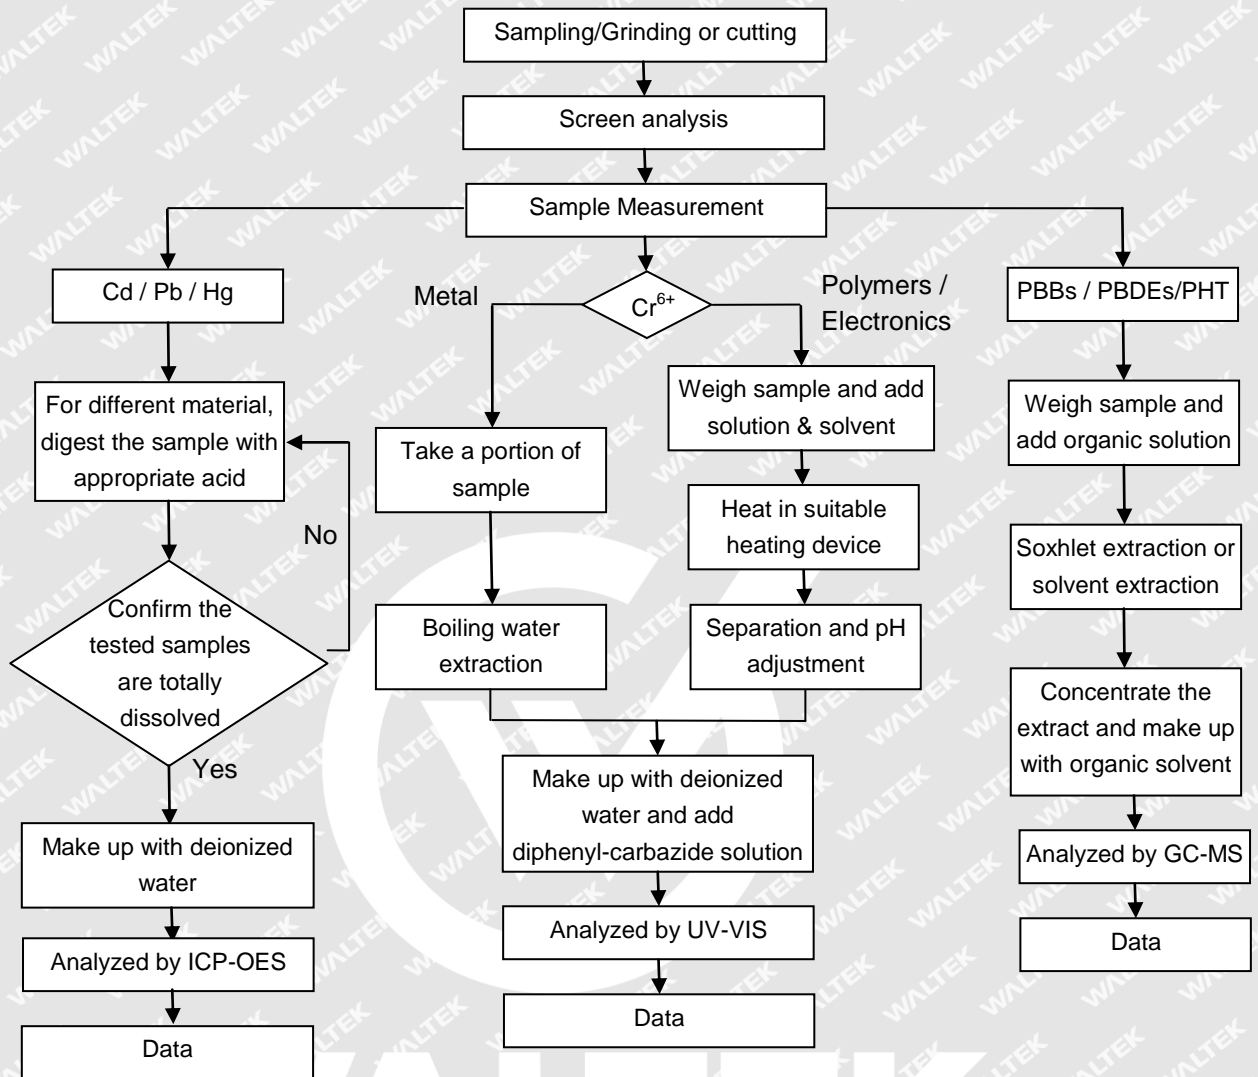 Sampling/Grinding or cutting
Screen analysis
Sample Measurement
Cd / Pb / Hg
For different material,
digest the sample with
appropriate acid
No
Confirm the
tested samples
are totally
dissolved
Yes
Make up with deionized
water
Analyzed by ICP-OES
Data
Cr6+
Metal
Take a portion of
sample
Boiling water
extraction
Polymers /
Electronics
Weigh sample and add
solution & solvent
Heat in suitable
heating device
Separation and pH
adjustment
Make up with deionized
water and add
diphenyl-carbazide solution
Analyzed by UV-VIS
Data
PBBs / PBDEs/PHT
Weigh sample and
add organic solution
Soxhlet extraction or
solvent extraction
Concentrate the
extract and make up
with organic solvent
Analyzed by GC-MS
Data
WALTEK